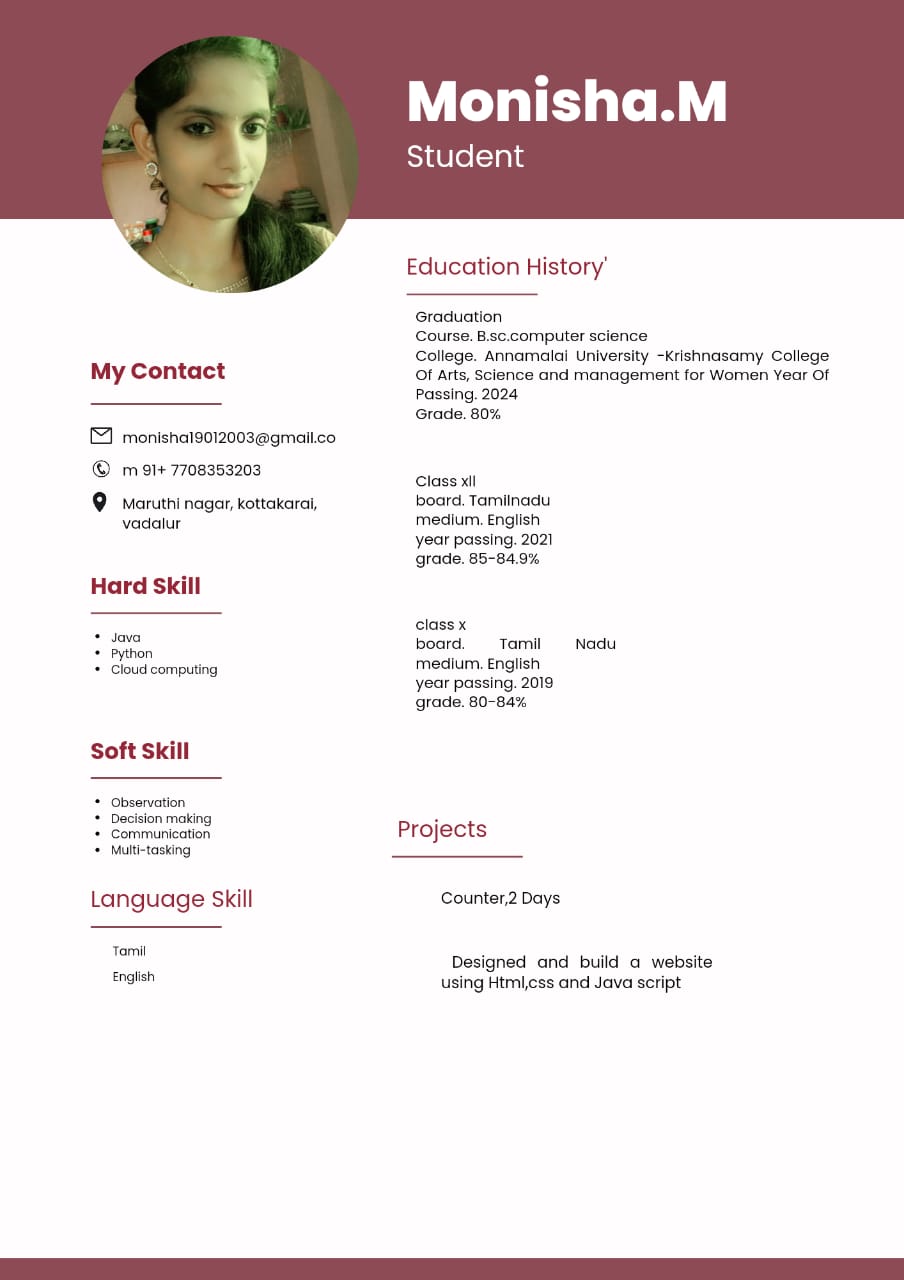 Monisha.M
Student
My Contact
monisha19012003@gmail.co
m 91+ 7708353203
Maruthi nagar, kottakarai,
vadalur
Hard Skill
• Java
• Python
• Cloud computing
Soft Skill
• Observation
• Decision making
• Communication
• Multi-tasking
Language Skill
Tamil
English
Education History'
Graduation
Course. B.sc.computer science
College. Annamalai University -Krishnasamy College
Of Arts, Science and management for Women Year Of
Passing. 2024
Grade. 80%
Class xll
board. Tamilnadu
medium. English
year passing. 2021
grade. 85-84.9%
class x
board. Tamil Nadu
medium. English
year passing. 2019
grade. 80-84%
Projects
Counter,2 Days
Designed and build a website
using Html,css and Java script